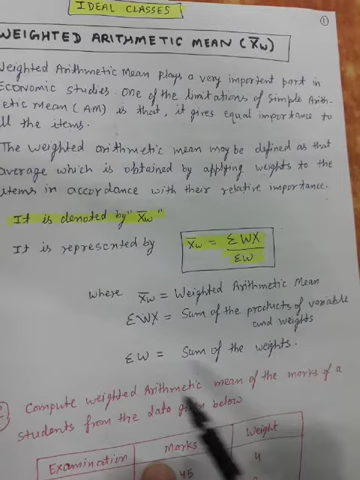 IDEAL CLASSES
①
WEIGHTED ARITHMETIC MEAN (X̅w)
Weighted Arithmetic Mean plays a very important part in
Economic studies. One of the limitations of Simple Arith-
etic Mean (AM) is that, it gives equal importance to
all the items.
The weighted arithmetic mean may be defined as that
average which is obtained by applying weights to the
items in accordance with their relative importance.
It is denoted by "X̅w"
It is represented by X̅w = ΣWX / ΣW
where X̅w = Weighted Arithmetic Mean
ΣWX = Sum of the products of variable
and weights
ΣW = Sum of the weights.
Compute weighted Arithmetic mean of the marks of a
students from the data given below
Examination Marks Weight
45 4